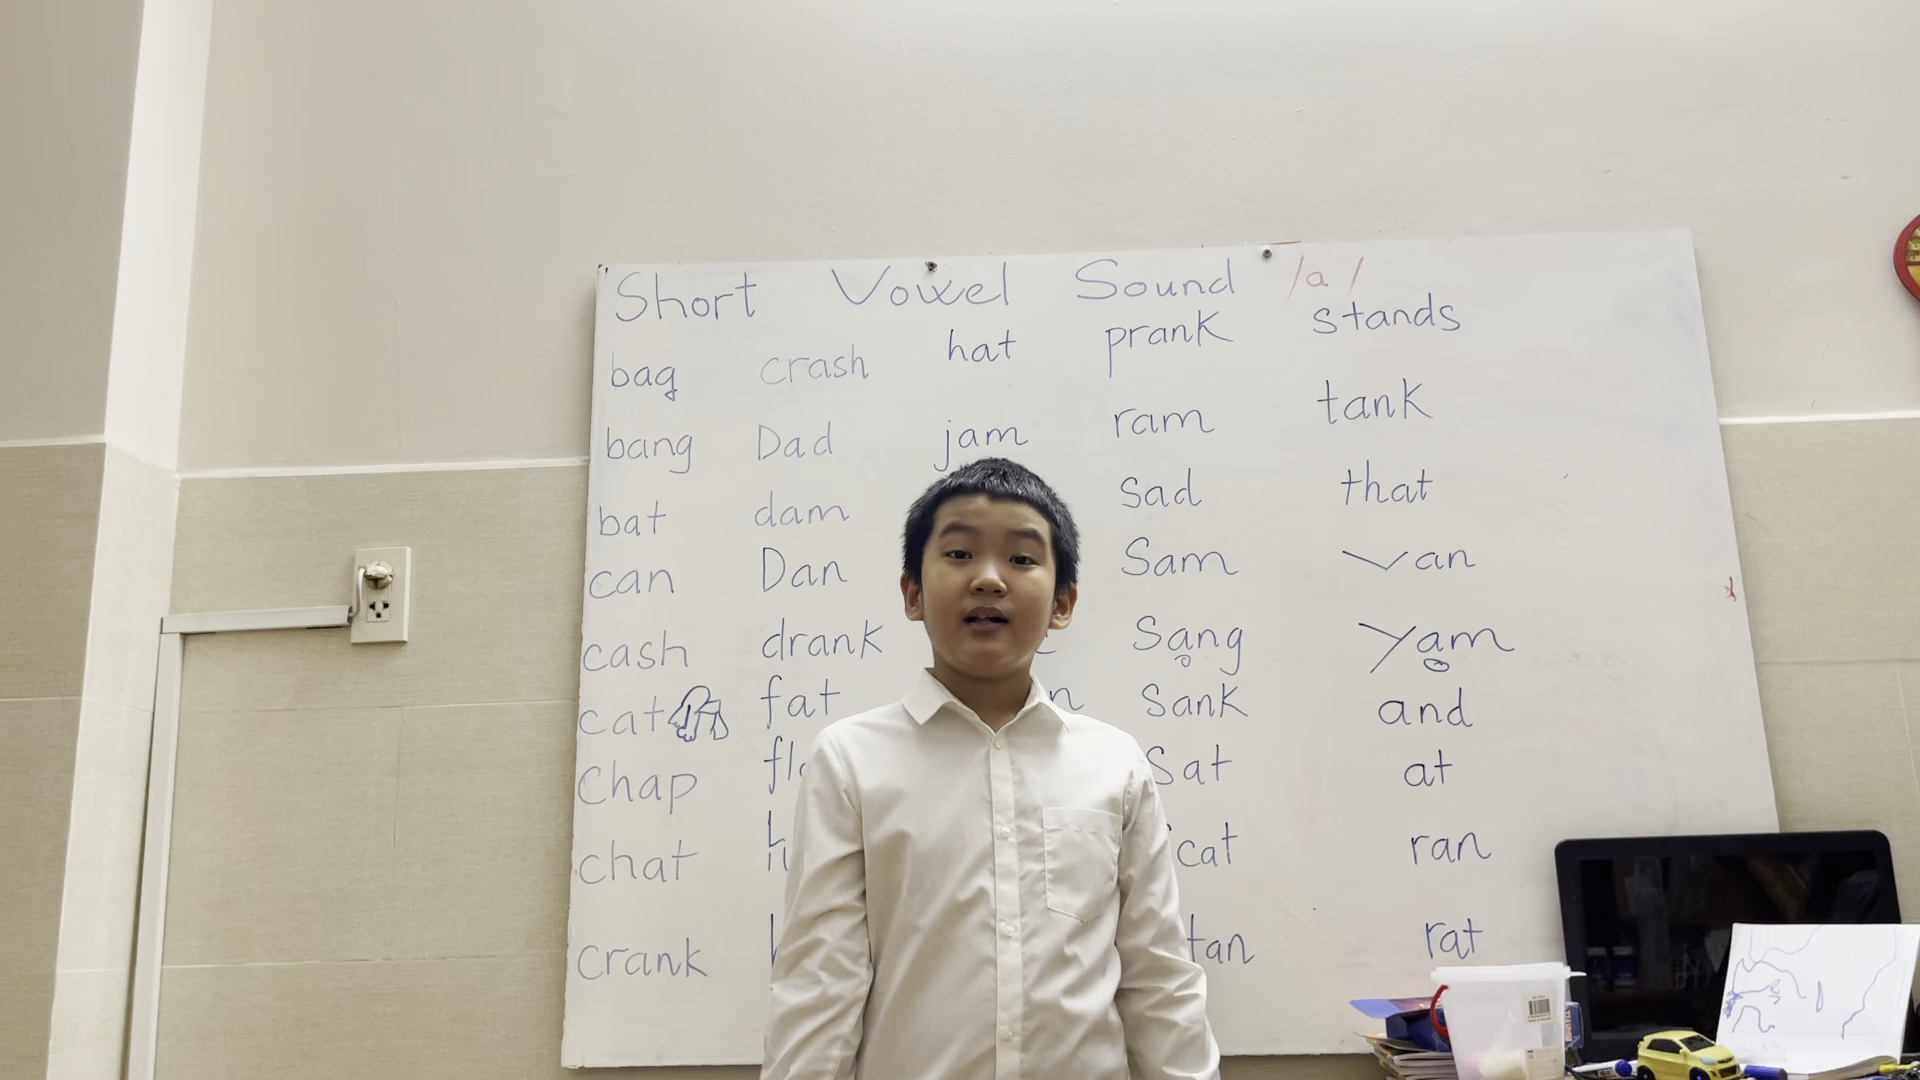 Short Vowel Sound /a/
bag crash hat prank stands
bang Dad jam ram tank
bat dam sad that
can Dan Sam van
cash drank Sang yam
cat fat Sank and
Chap Sat at
chat cat ran
crank tan rat